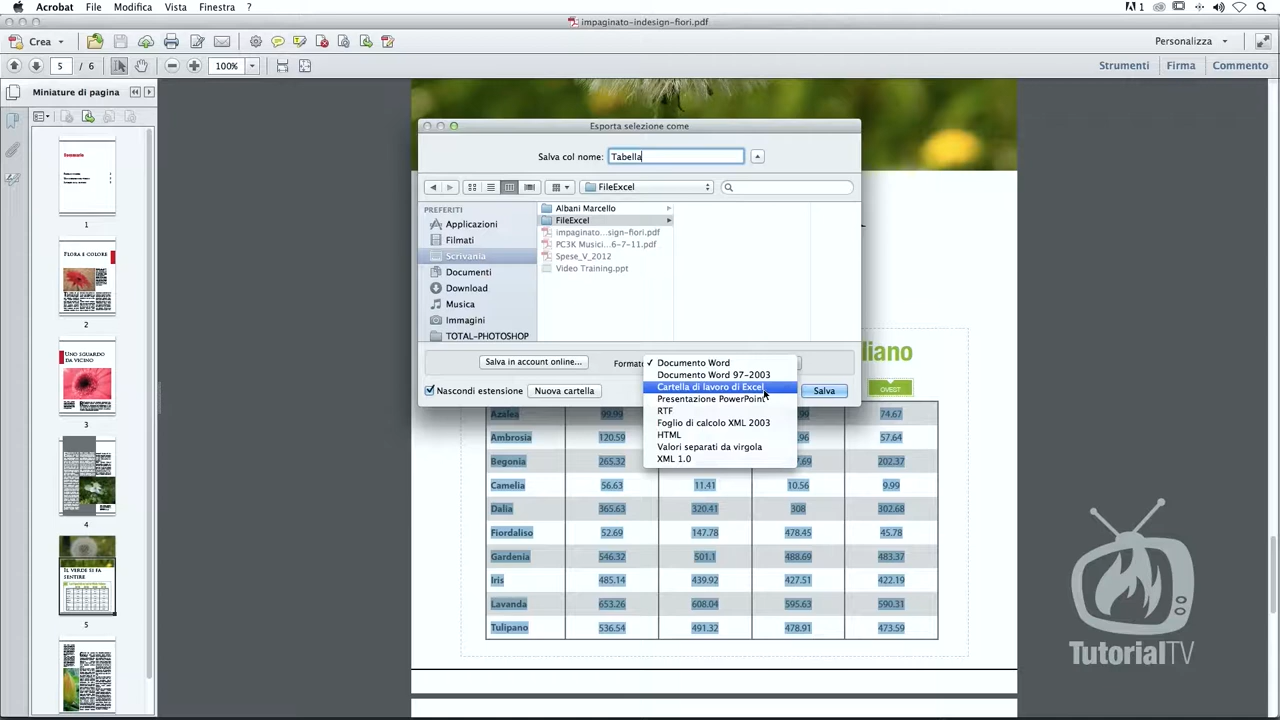 Acrobat File Modifica Vista Finestra ?
1
impaginato-indesign-fiori.pdf
Crea
Personalizza
5 / 6
100%
Strumenti Firma Commento
Miniature di pagina
Sommario
1
Flora e colore
2
Uno sguardo
da vicino
3
4
Il verde si fa
sentire
5
Esporta selezione come
Salva col nome: Tabella
FileExcel
PREFERITI
Applicazioni
Filmati
Scrivania
Documenti
Download
Musica
Immagini
TOTAL-PHOTOSHOP
Albani Marcello
FileExcel
impaginato...sign-fiori.pdf
PC3K Musici...6-7-11.pdf
Spese_V_2012
Video Training.ppt
Salva in account online...
Formato
✓ Documento Word
Documento Word 97-2003
Cartella di lavoro di Excel
Presentazione PowerPoint
RTF
Foglio di calcolo XML 2003
HTML
Valori separati da virgola
XML 1.0
Nascondi estensione
Nuova cartella
Salva
liano
OVEST
Azalea 99.99 74.67
Ambrosia 120.59 .96 57.64
Begonia 265.32 7.69 202.37
Camelia 56.63 11.41 10.56 9.99
Dalia 365.63 320.41 308 302.68
Fiordaliso 52.69 147.78 478.45 45.78
Gardenia 546.32 501.1 488.69 483.37
Iris 485.14 439.92 427.51 422.19
Lavanda 653.26 608.04 595.63 590.31
Tulipano 536.54 491.32 478.91 473.59
TutorialTV